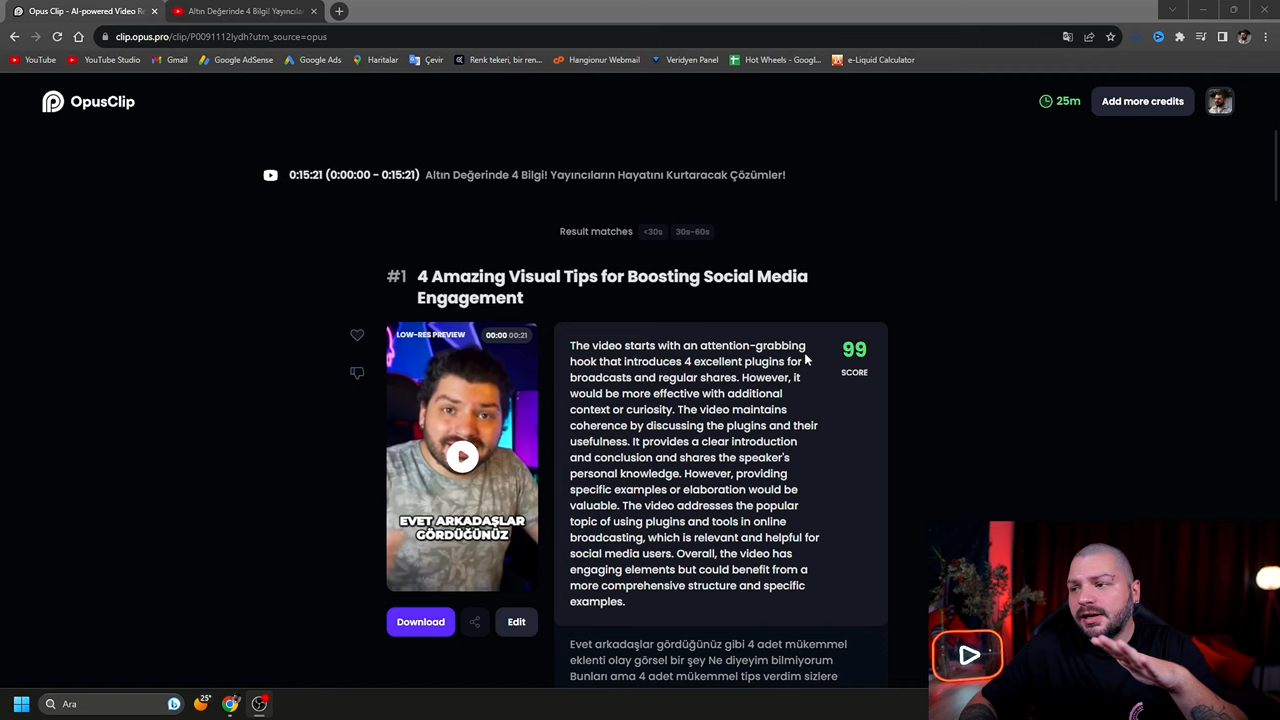 Opus Clip - AI-powered Video Re
Altın Değerinde 4 Bilgi! Yayıncıla
clip.opus.pro/clip/P0091112Iydh?utm_source=opus
YouTube
YouTube Studio
Gmail
Google AdSense
Google Ads
Haritalar
Çevir
Renk tekeri, bir ren...
Hangionur Webmail
Veridyen Panel
Hot Wheels - Googl...
e-Liquid Calculator
OpusClip
25m
Add more credits
0:15:21 (0:00:00 - 0:15:21) Altın Değerinde 4 Bilgi! Yayıncıların Hayatını Kurtaracak Çözümler!
Result matches <30s 30s-60s
#1 4 Amazing Visual Tips for Boosting Social Media
Engagement
LOW-RES PREVIEW
00:00 00:21
EVET ARKADAŞLAR
GÖRDÜĞÜNÜZ
The video starts with an attention-grabbing
hook that introduces 4 excellent plugins for
broadcasts and regular shares. However, it
would be more effective with additional
context or curiosity. The video maintains
coherence by discussing the plugins and their
usefulness. It provides a clear introduction
and conclusion and shares the speaker's
personal knowledge. However, providing
specific examples or elaboration would be
valuable. The video addresses the popular
topic of using plugins and tools in online
broadcasting, which is relevant and helpful for
social media users. Overall, the video has
engaging elements but could benefit from a
more comprehensive structure and specific
examples.
99
SCORE
Download
Edit
Evet arkadaşlar gördüğünüz gibi 4 adet mükemmel
eklenti olay görsel bir şey Ne diyeyim bilmiyorum
Bunları ama 4 adet mükemmel tips verdim sizlere
Ara
25°